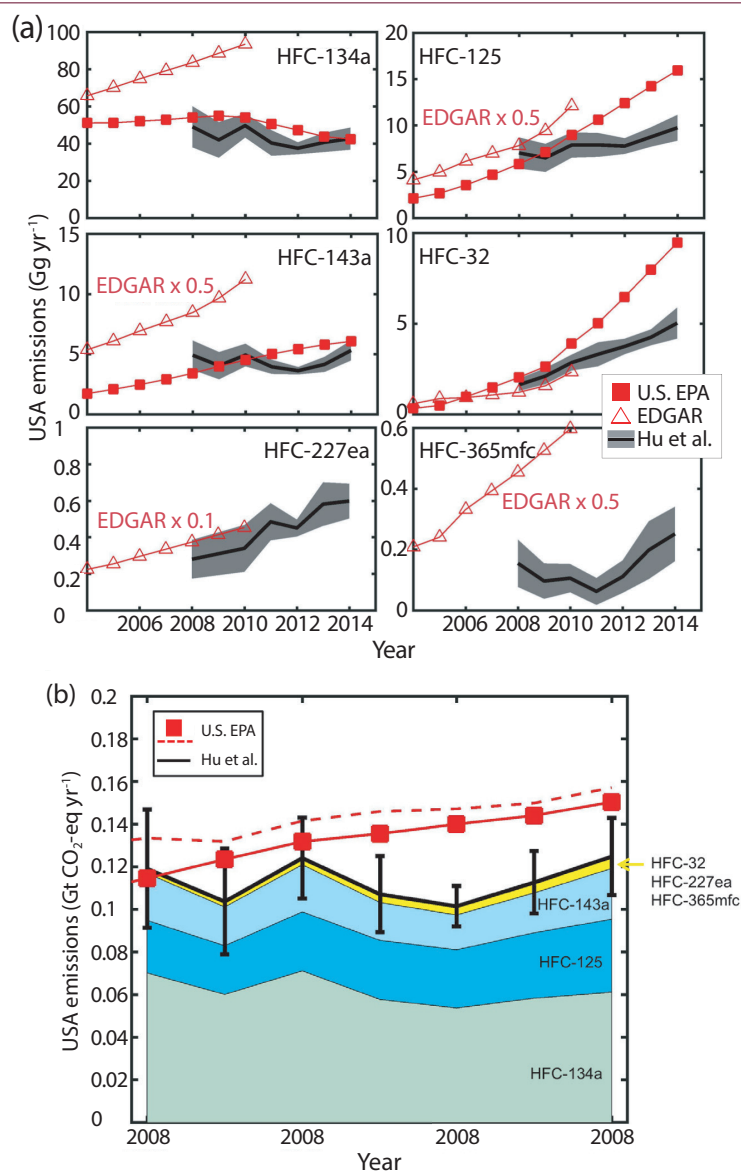 (a)
USA emissions (Gg yr⁻¹)
100
80
60
40
20
0
HFC-134a
20
15
10
5
0
HFC-125
EDGAR x 0.5
15
10
5
0
HFC-143a
EDGAR x 0.5
10
5
0
HFC-32
U.S. EPA
EDGAR
Hu et al.
1
0.8
0.6
0.4
0.2
0
HFC-227ea
EDGAR x 0.1
0.6
0.4
0.2
0
HFC-365mfc
EDGAR x 0.5
2006 2008 2010 2012 2014
2006 2008 2010 2012 2014
Year
(b)
USA emissions (Gt CO₂-eq yr⁻¹)
0.2
0.18
0.16
0.14
0.12
0.1
0.08
0.06
0.04
0.02
0
U.S. EPA
Hu et al.
HFC-32
HFC-227ea
HFC-365mfc
HFC-143a
HFC-125
HFC-134a
2008 2008 2008 2008
Year